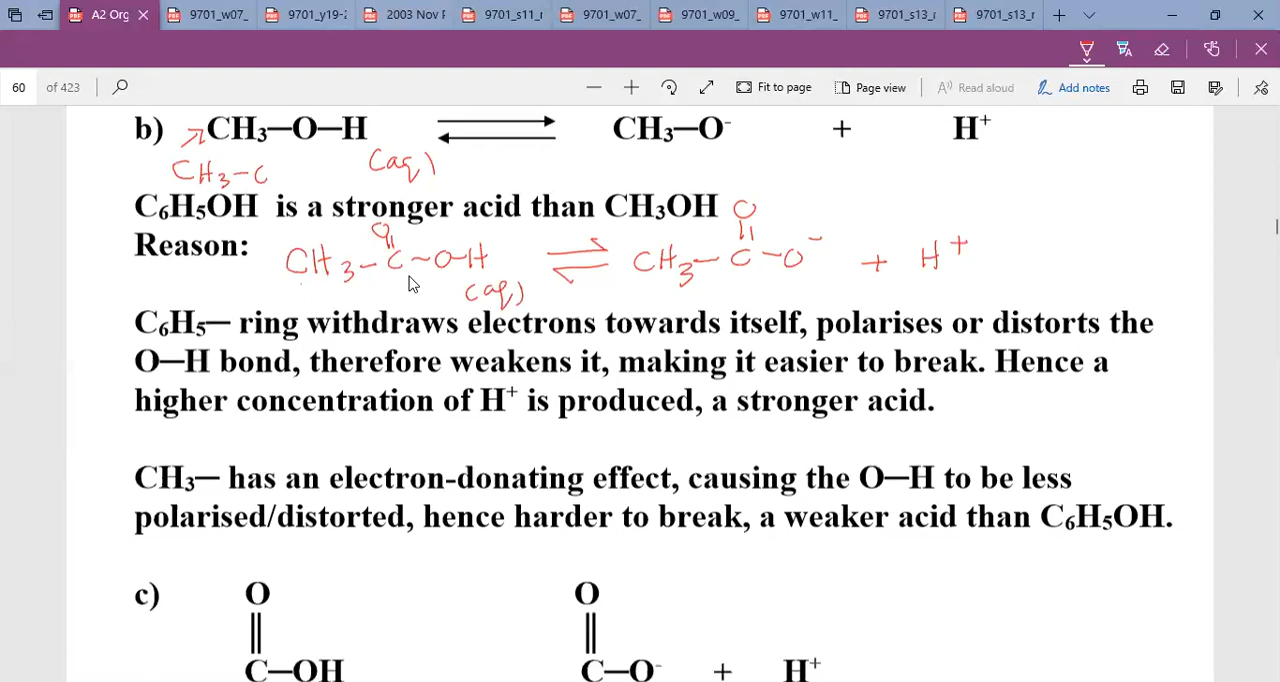 A2 Org 9701_w07_ 9701_y19-2 2003 Nov F 9701_s11_r 9701_w07_ 9701_w09_ 9701_w11_ 9701_s13_r 9701_s13_r
60 of 423 Fit to page Page view Read aloud Add notes
b) CH₃—O—H CH₃—O⁻ + H⁺
CH₃-C (aq)
C₆H₅OH is a stronger acid than CH₃OH
Reason:
O O
CH₃-C-O-H ⇌ CH₃-C-O⁻ + H⁺
(aq)
C₆H₅— ring withdraws electrons towards itself, polarises or distorts the
O—H bond, therefore weakens it, making it easier to break. Hence a
higher concentration of H⁺ is produced, a stronger acid.
CH₃— has an electron-donating effect, causing the O—H to be less
polarised/distorted, hence harder to break, a weaker acid than C₆H₅OH.
c) O O
C—OH C—O⁻ + H⁺